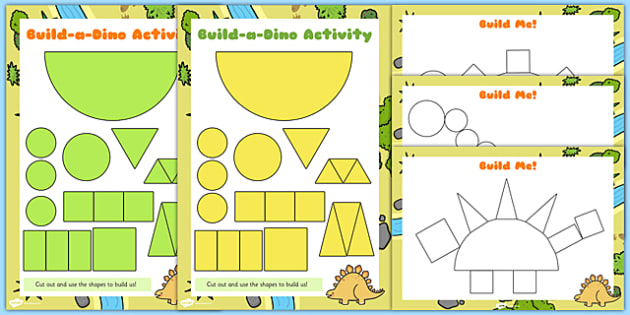 Build-a-Dino Activi
Cut out and use the shapes to build us!
Build-a-Dino Activity
Cut out and use the shapes to build us!
Build Me!
Build Me!
Build Me!